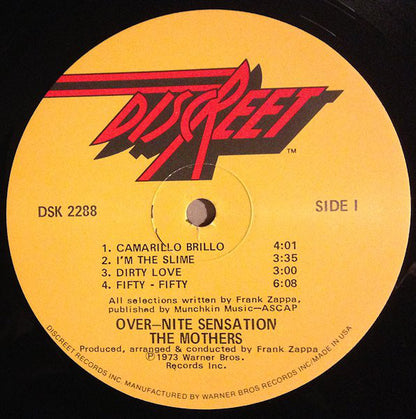 DISCREET
TM
DSK 2288
SIDE I
1. CAMARILLO BRILLO 4:01
2. I'M THE SLIME 3:35
3. DIRTY LOVE 3:00
4. FIFTY - FIFTY 6:08
All selections written by Frank Zappa,
published by Munchkin Music—ASCAP
OVER—NITE SENSATION
THE MOTHERS
Produced, arranged & conducted by Frank Zappa
Ⓟ1973 Warner Bros.
Records Inc.
DISCREET RECORDS INC. MANUFACTURED BY WARNER BROS RECORDS INC/MADE IN USA